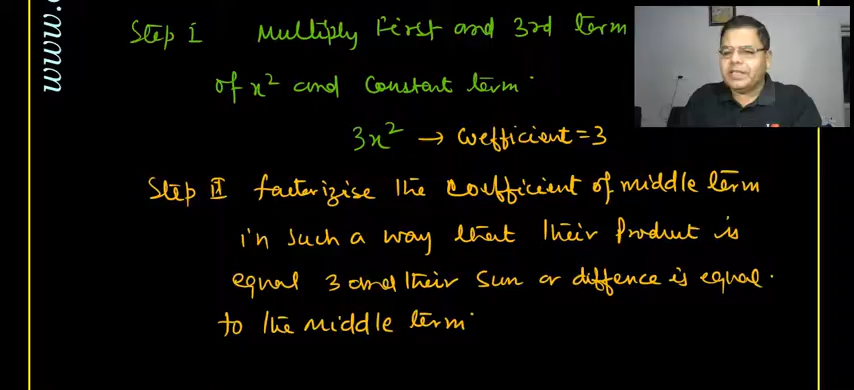 www.
Step I Multiply First and 3rd term
of x² and Constant term.
3x² → Coefficient = 3
Step II factorizise the Coefficient of middle term
in such a way that their Product is
equal 3 and their Sum or diffence is equal.
to the middle term.